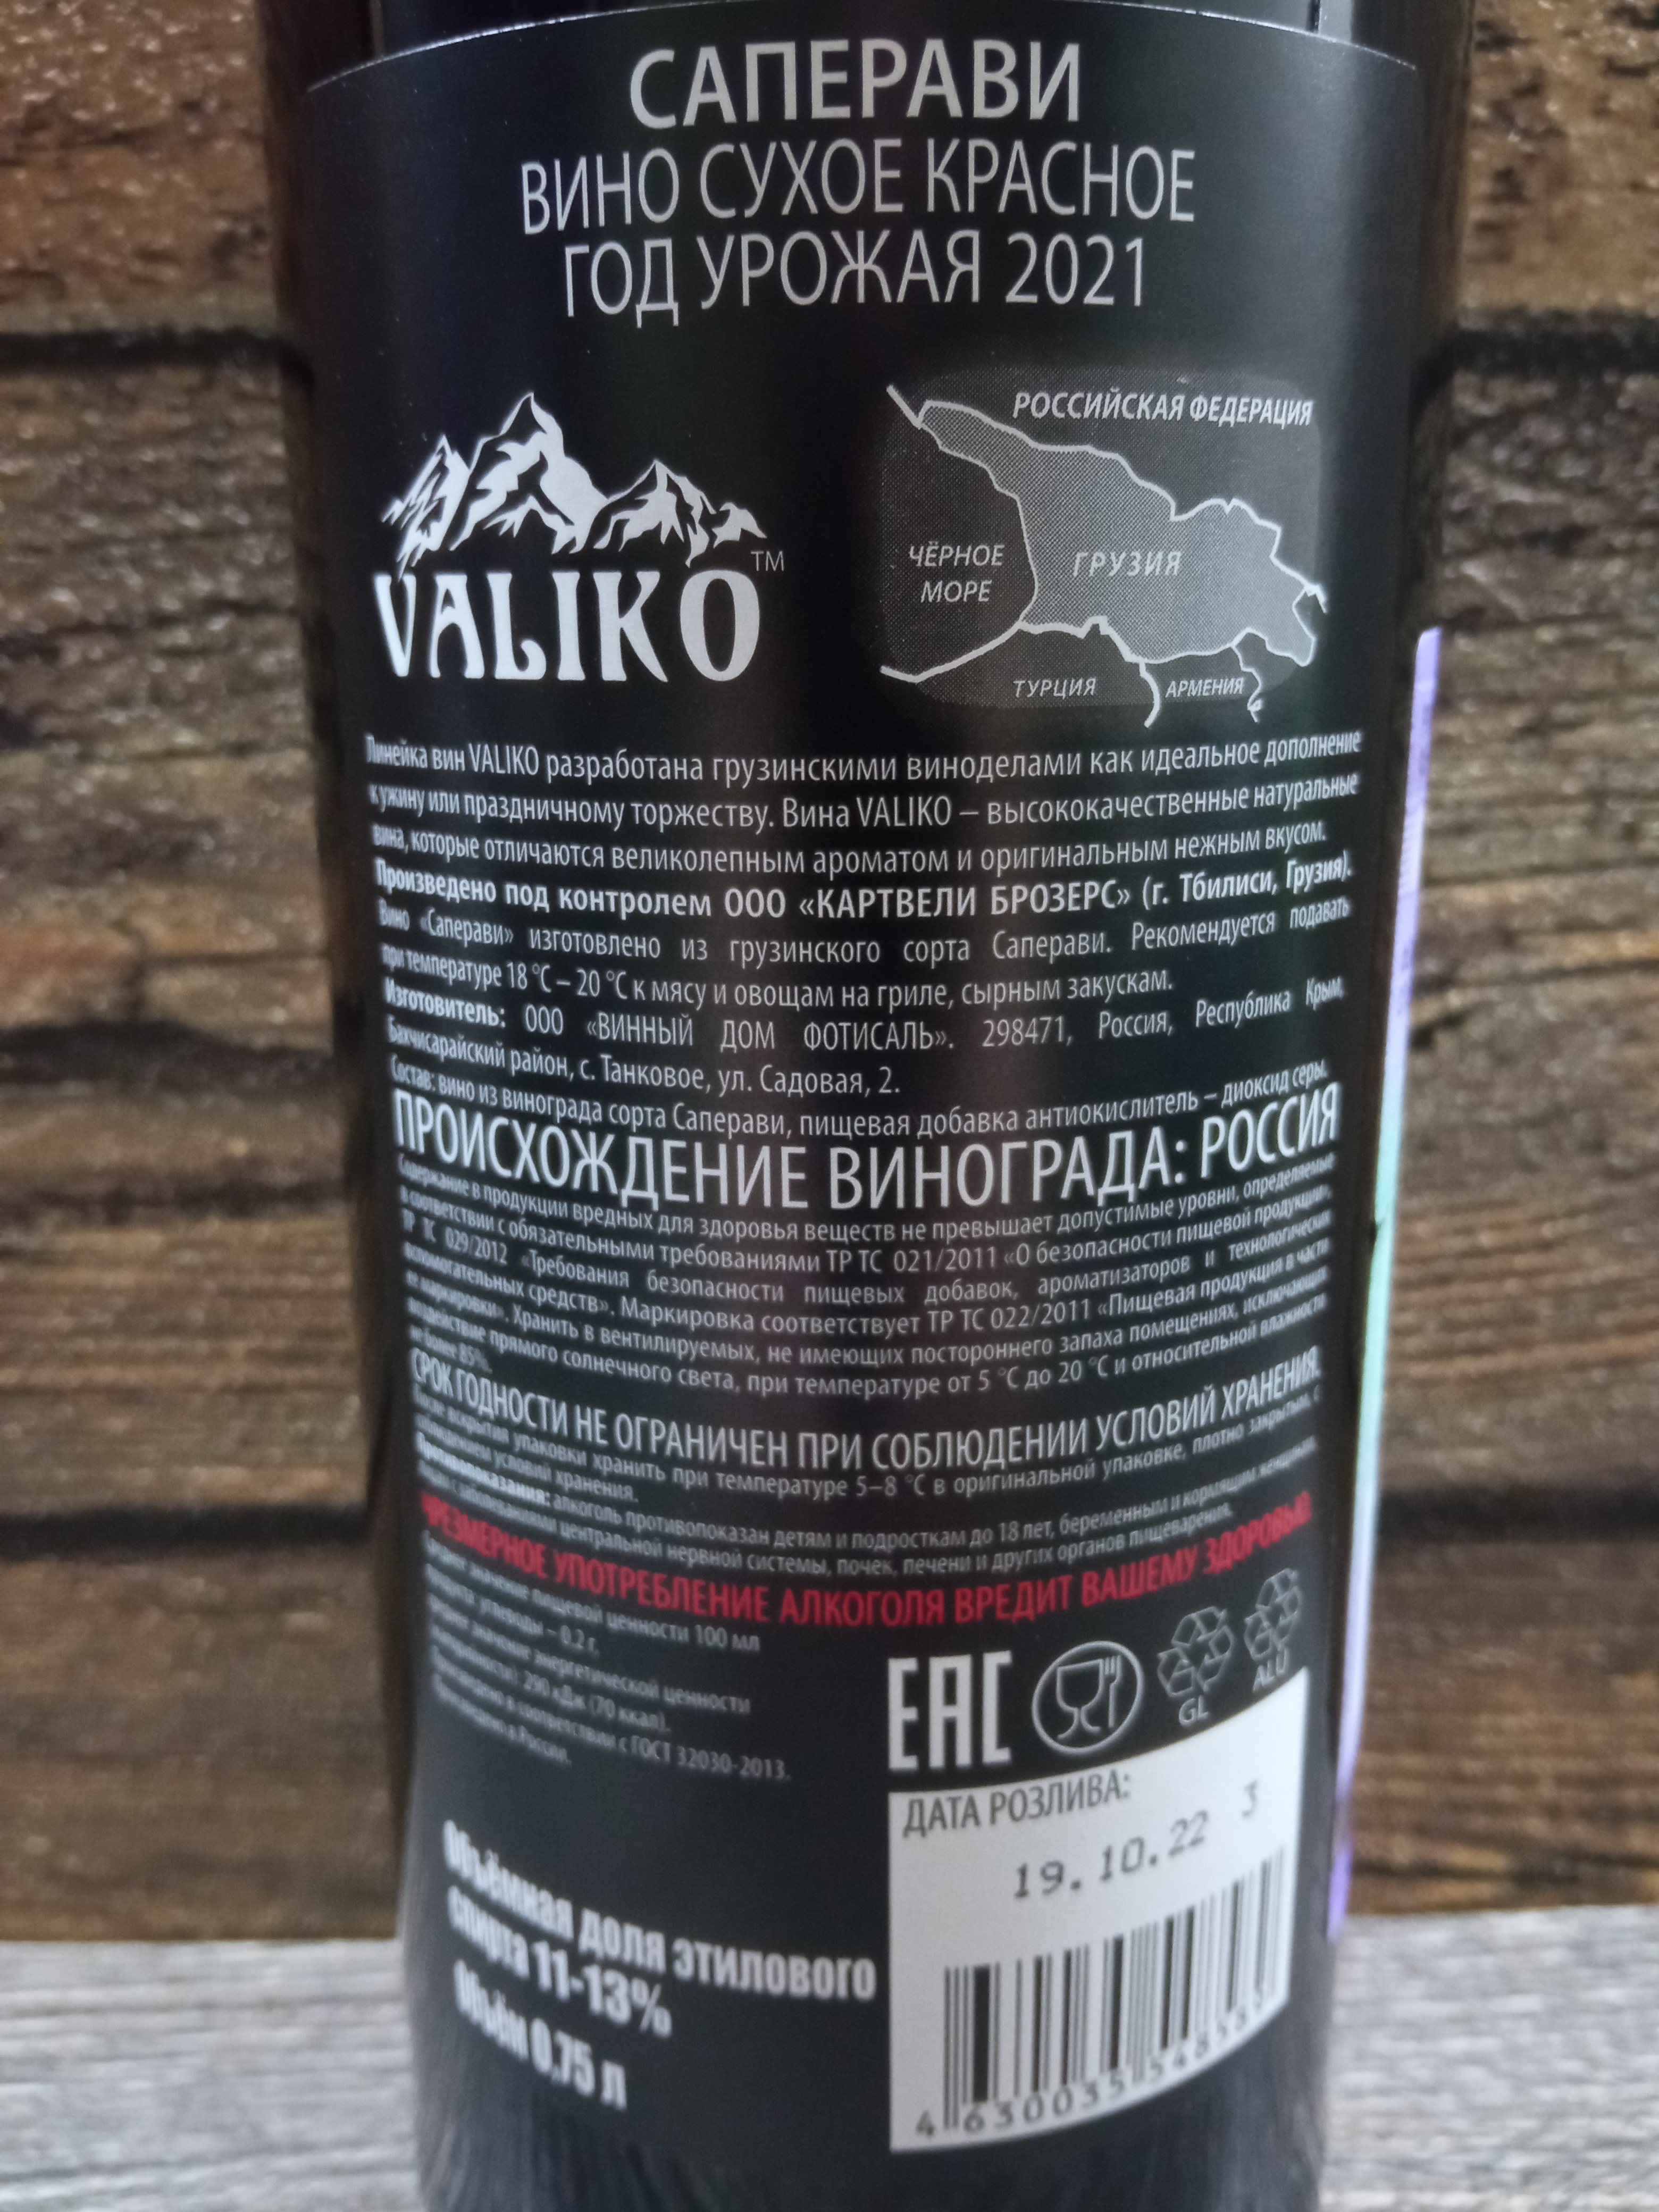 САПЕРАВИ
ВИНО СУХОЕ КРАСНОЕ
ГОД УРОЖАЯ 2021
VALIKO™
РОССИЙСКАЯ ФЕДЕРАЦИЯ
ЧЁРНОЕ
МОРЕ
ГРУЗИЯ
ТУРЦИЯ
АРМЕНИЯ
Линейка вин VALIKO разработана грузинскими виноделами как идеальное дополнение
к ужину или праздничному торжеству. Вина VALIKO – высококачественные натуральные
вина, которые отличаются великолепным ароматом и оригинальным нежным вкусом.
Произведено под контролем ООО «КАРТВЕЛИ БРОЗЕРС» (г. Тбилиси, Грузия).
Вино «Саперави» изготовлено из грузинского сорта Саперави. Рекомендуется подавать
при температуре 18 °С – 20 °С к мясу и овощам на гриле, сырным закускам.
Изготовитель: ООО «ВИННЫЙ ДОМ ФОТИСАЛЬ». 298471, Россия, Республика Крым,
Бахчисарайский район, с. Танковое, ул. Садовая, 2.
Состав: вино из винограда сорта Саперави, пищевая добавка антиокислитель – диоксид серы.
ПРОИСХОЖДЕНИЕ ВИНОГРАДА: РОССИЯ
Содержание в продукции вредных для здоровья веществ не превышает допустимые уровни, определяемые
в соответствии с обязательными требованиями ТР ТС 021/2011 «О безопасности пищевой продукции»,
ТР ТС 029/2012 «Требования безопасности пищевых добавок, ароматизаторов и технологических
вспомогательных средств». Маркировка соответствует ТР ТС 022/2011 «Пищевая продукция в части
ее маркировки». Хранить в вентилируемых, не имеющих постороннего запаха помещениях, исключающих
воздействие прямого солнечного света, при температуре от 5 °С до 20 °С и относительной влажности
не более 85%.
СРОК ГОДНОСТИ НЕ ОГРАНИЧЕН ПРИ СОБЛЮДЕНИИ УСЛОВИЙ ХРАНЕНИЯ.
После вскрытия упаковки хранить при температуре 5–8 °С в оригинальной упаковке, плотно закрытым, с
соблюдением условий хранения.
Противопоказания: алкоголь противопоказан детям и подросткам до 18 лет, беременным и кормящим женщинам,
лицам с заболеваниями центральной нервной системы, почек, печени и других органов пищеварения.
ЧРЕЗМЕРНОЕ УПОТРЕБЛЕНИЕ АЛКОГОЛЯ ВРЕДИТ ВАШЕМУ ЗДОРОВЬЮ.
Среднее значение пищевой ценности 100 мл
продукта: углеводы – 0.2 г,
Среднее значение энергетической ценности
(калорийности): 290 кДж (70 ккал).
Произведено в соответствии с ГОСТ 32030-2013.
Произведено в России.
EAC
GL
ALU
ДАТА РОЗЛИВА:
19.10.22 3
Объёмная доля этилового
спирта 11-13%
Объём 0,75 л
4 630035